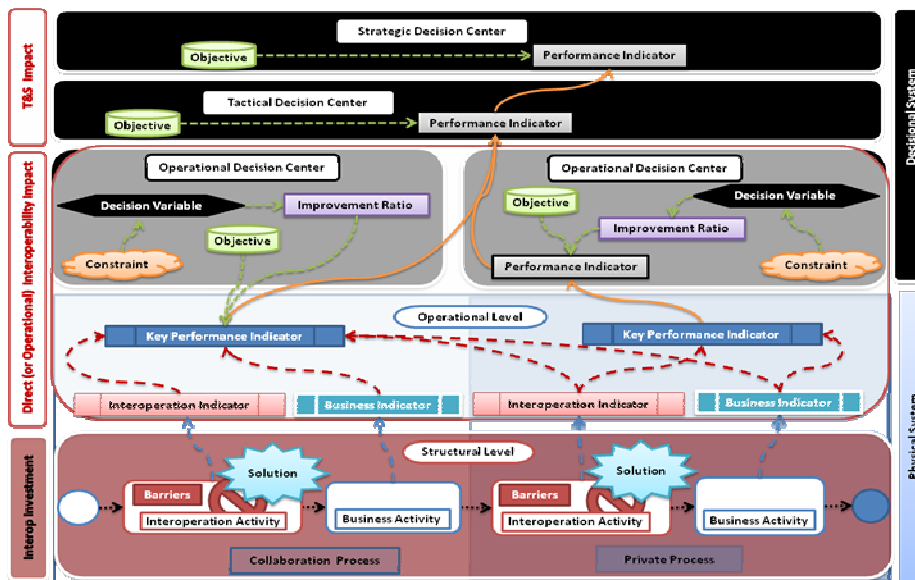 T&S Impact
Strategic Decision Center
Objective
Performance Indicator
Tactical Decision Center
Objective
Performance Indicator
Decisional System
Direct (or Operational) Interoperability Impact
Operational Decision Center
Decision Variable
Improvement Ratio
Objective
Constraint
Operational Decision Center
Objective
Decision Variable
Improvement Ratio
Performance Indicator
Constraint
Operational Level
Key Performance Indicator
Key Performance Indicator
Interoperation Indicator
Business Indicator
Interoperation Indicator
Business Indicator
Physical System
Interop Investment
Structural Level
Solution
Solution
Barriers
Interoperation Activity
Business Activity
Barriers
Interoperation Activity
Business Activity
Collaboration Process
Private Process